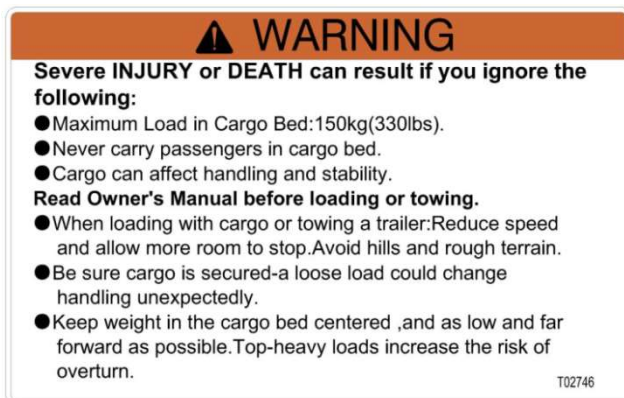 WARNING
Severe INJURY or DEATH can result if you ignore the
following:
●Maximum Load in Cargo Bed:150kg(330lbs).
●Never carry passengers in cargo bed.
●Cargo can affect handling and stability.
Read Owner's Manual before loading or towing.
●When loading with cargo or towing a trailer:Reduce speed
and allow more room to stop.Avoid hills and rough terrain.
●Be sure cargo is secured-a loose load could change
handling unexpectedly.
●Keep weight in the cargo bed centered ,and as low and far
forward as possible.Top-heavy loads increase the risk of
overturn.
T02746